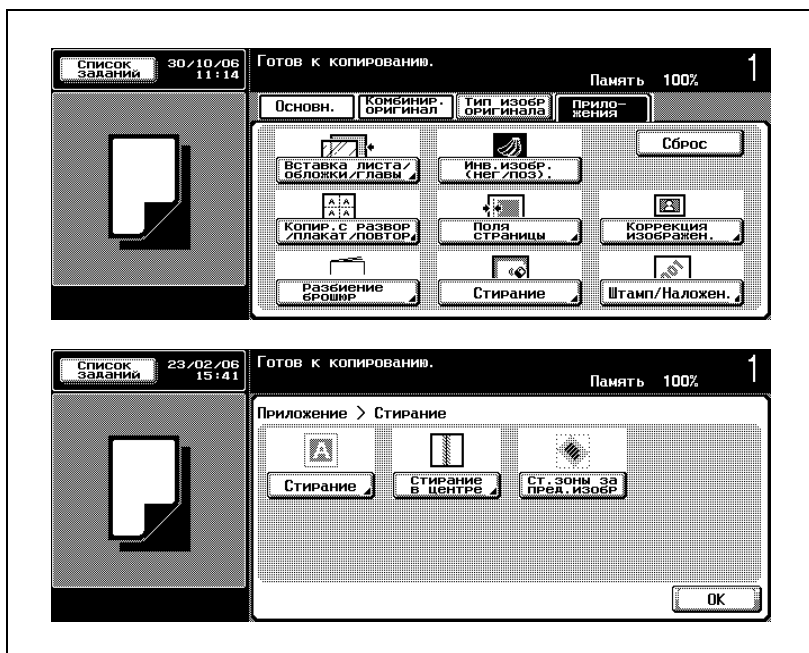 Список заданий
30/10/06
11:14
Готов к копированию.
Память 100%
1
Основн.
Комбинир. оригинал
Тип изобр оригинала
Прило-
жения
Вставка листа/
обложки/главы
Инв.изобр.
(нег/поз).
Сброс
Копир.с развор
/плакат/повтор
Поля
страницы
Коррекция
изображен.
Разбиение
брошюр
Стирание
Штамп/Наложен.
Список заданий
23/02/06
15:41
Готов к копированию.
Память 100%
1
Приложение > Стирание
Стирание
Стирание
в центре
Ст.зоны за
пред.изобр
OK